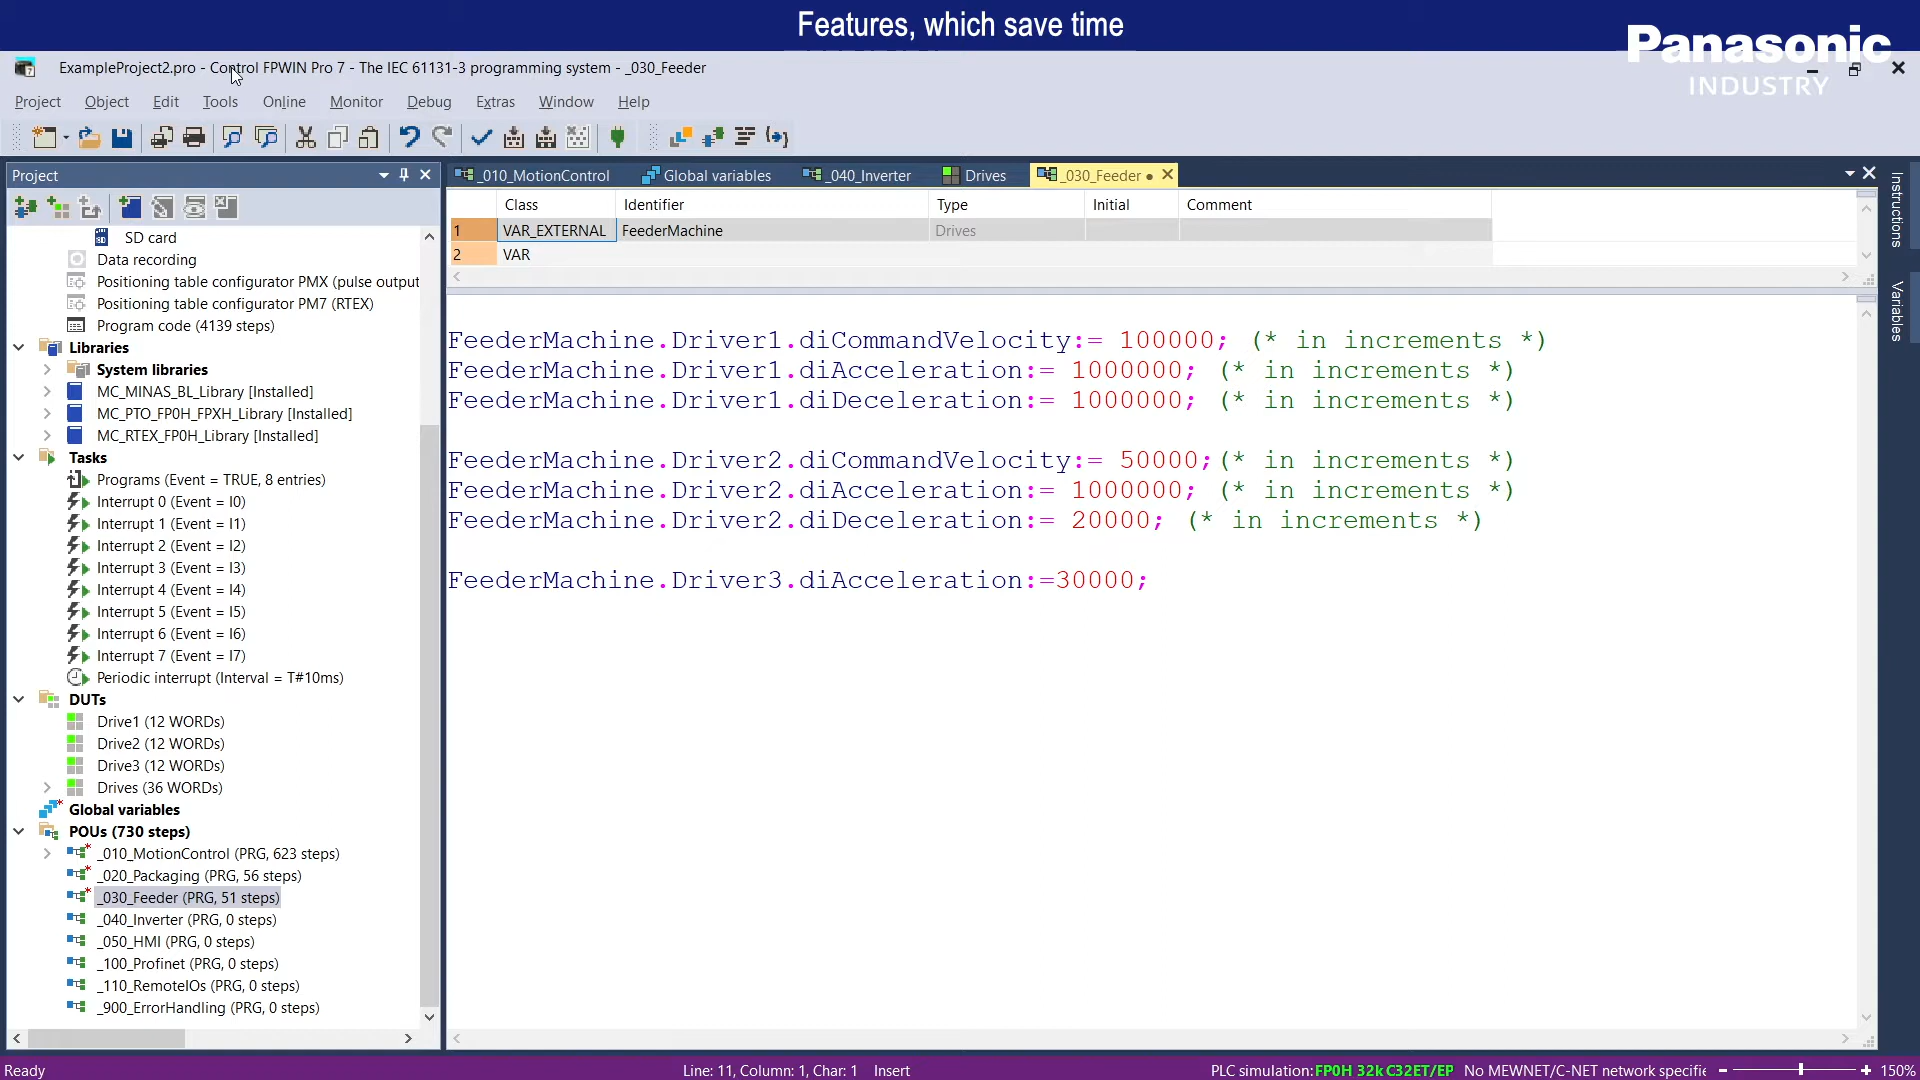 Features, which save time
Panasonic
INDUSTRY
ExampleProject2.pro - Control FPWIN Pro 7 - The IEC 61131-3 programming system - _030_Feeder
Project Object Edit Tools Online Monitor Debug Extras Window Help
Project
_010_MotionControl Global variables _040_Inverter Drives _030_Feeder
Class Identifier Type Initial Comment
1 VAR_EXTERNAL FeederMachine Drives
2 VAR
SD card
Data recording
Positioning table configurator PMX (pulse output
Positioning table configurator PM7 (RTEX)
Program code (4139 steps)
Libraries
System libraries
MC_MINAS_BL_Library [Installed]
MC_PTO_FP0H_FPXH_Library [Installed]
MC_RTEX_FP0H_Library [Installed]
Tasks
Programs (Event = TRUE, 8 entries)
Interrupt 0 (Event = I0)
Interrupt 1 (Event = I1)
Interrupt 2 (Event = I2)
Interrupt 3 (Event = I3)
Interrupt 4 (Event = I4)
Interrupt 5 (Event = I5)
Interrupt 6 (Event = I6)
Interrupt 7 (Event = I7)
Periodic interrupt (Interval = T#10ms)
DUTs
Drive1 (12 WORDs)
Drive2 (12 WORDs)
Drive3 (12 WORDs)
Drives (36 WORDs)
Global variables
POUs (730 steps)
_010_MotionControl (PRG, 623 steps)
_020_Packaging (PRG, 56 steps)
_030_Feeder (PRG, 51 steps)
_040_Inverter (PRG, 0 steps)
_050_HMI (PRG, 0 steps)
_100_Profinet (PRG, 0 steps)
_110_RemoteIOs (PRG, 0 steps)
_900_ErrorHandling (PRG, 0 steps)
FeederMachine.Driver1.diCommandVelocity:= 100000; (* in increments *)
FeederMachine.Driver1.diAcceleration:= 1000000; (* in increments *)
FeederMachine.Driver1.diDeceleration:= 1000000; (* in increments *)
FeederMachine.Driver2.diCommandVelocity:= 50000;(* in increments *)
FeederMachine.Driver2.diAcceleration:= 1000000; (* in increments *)
FeederMachine.Driver2.diDeceleration:= 20000; (* in increments *)
FeederMachine.Driver3.diAcceleration:=30000;
Instructions
Variables
Ready Line: 11, Column: 1, Char: 1 Insert PLC simulation: FP0H 32k C32ET/EP No MEWNET/C-NET network specifie 150%